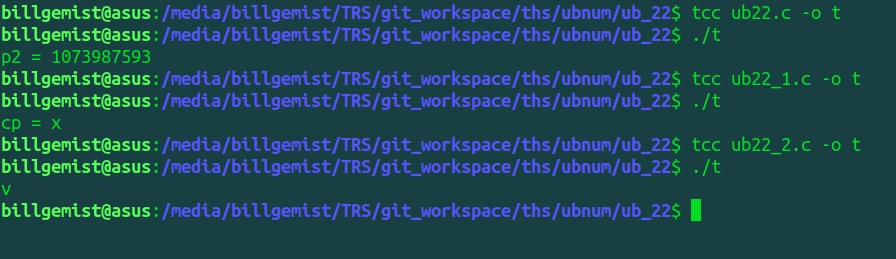 billgemist@asus:/media/billgemist/TRS/git_workspace/ths/ubnum/ub_22$ tcc ub22.c -o t
billgemist@asus:/media/billgemist/TRS/git_workspace/ths/ubnum/ub_22$ ./t
p2 = 1073987593
billgemist@asus:/media/billgemist/TRS/git_workspace/ths/ubnum/ub_22$ tcc ub22_1.c -o t
billgemist@asus:/media/billgemist/TRS/git_workspace/ths/ubnum/ub_22$ ./t
cp = x
billgemist@asus:/media/billgemist/TRS/git_workspace/ths/ubnum/ub_22$ tcc ub22_2.c -o t
billgemist@asus:/media/billgemist/TRS/git_workspace/ths/ubnum/ub_22$ ./t
v
billgemist@asus:/media/billgemist/TRS/git_workspace/ths/ubnum/ub_22$